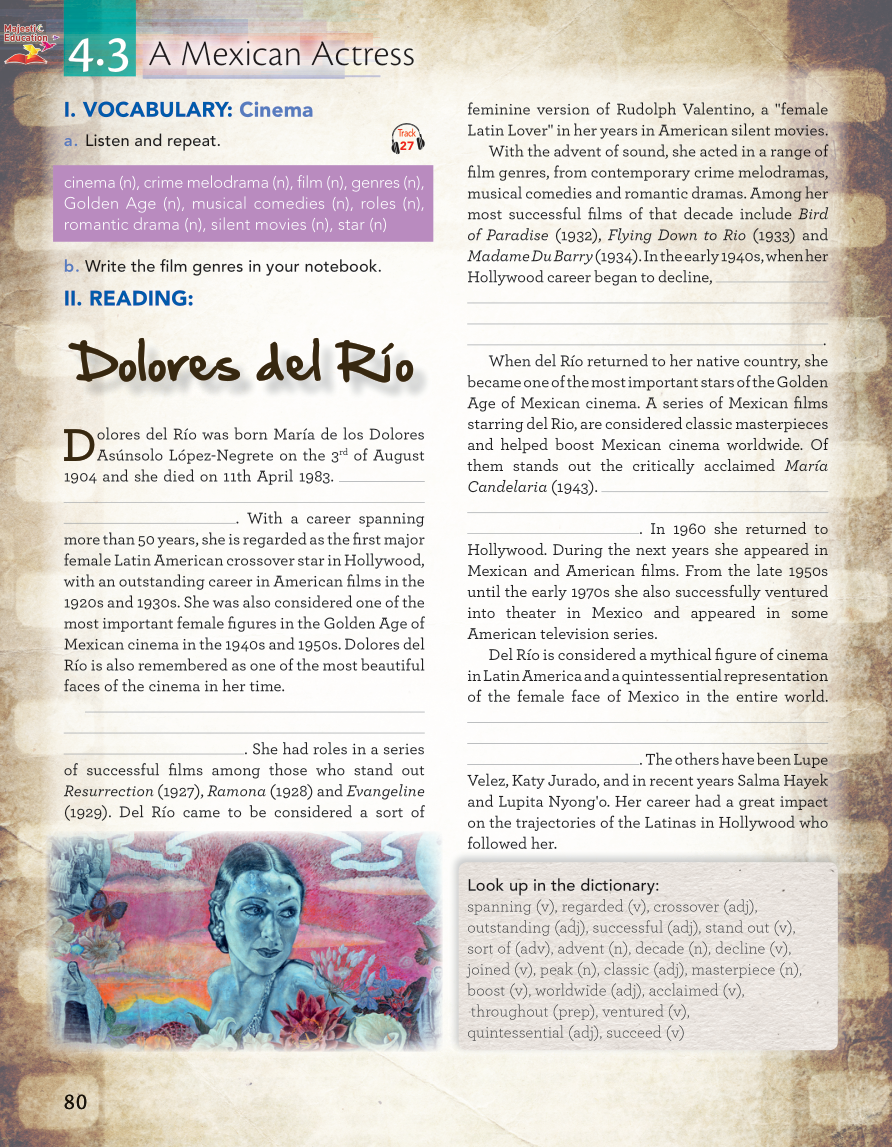 Majestic
Education
4.3 A Mexican Actress
I. VOCABULARY: Cinema
a. Listen and repeat.
Track
27
cinema (n), crime melodrama (n), film (n), genres (n),
Golden Age (n), musical comedies (n), roles (n),
romantic drama (n), silent movies (n), star (n)
b. Write the film genres in your notebook.
II. READING:
Dolores del Río
Dolores del Río was born María de los Dolores
Asúnsolo López-Negrete on the 3rd of August
1904 and she died on 11th April 1983.
. With a career spanning
more than 50 years, she is regarded as the first major
female Latin American crossover star in Hollywood,
with an outstanding career in American films in the
1920s and 1930s. She was also considered one of the
most important female figures in the Golden Age of
Mexican cinema in the 1940s and 1950s. Dolores del
Río is also remembered as one of the most beautiful
faces of the cinema in her time.
. She had roles in a series
of successful films among those who stand out
Resurrection (1927), Ramona (1928) and Evangeline
(1929). Del Río came to be considered a sort of
feminine version of Rudolph Valentino, a "female
Latin Lover" in her years in American silent movies.
With the advent of sound, she acted in a range of
film genres, from contemporary crime melodramas,
musical comedies and romantic dramas. Among her
most successful films of that decade include Bird
of Paradise (1932), Flying Down to Rio (1933) and
Madame Du Barry (1934). In the early 1940s, when her
Hollywood career began to decline,
.
When del Río returned to her native country, she
became one of the most important stars of the Golden
Age of Mexican cinema. A series of Mexican films
starring del Rio, are considered classic masterpieces
and helped boost Mexican cinema worldwide. Of
them stands out the critically acclaimed María
Candelaria (1943).
. In 1960 she returned to
Hollywood. During the next years she appeared in
Mexican and American films. From the late 1950s
until the early 1970s she also successfully ventured
into theater in Mexico and appeared in some
American television series.
Del Río is considered a mythical figure of cinema
in Latin America and a quintessential representation
of the female face of Mexico in the entire world.
. The others have been Lupe
Velez, Katy Jurado, and in recent years Salma Hayek
and Lupita Nyong'o. Her career had a great impact
on the trajectories of the Latinas in Hollywood who
followed her.
Look up in the dictionary:
spanning (v), regarded (v), crossover (adj),
outstanding (adj), successful (adj), stand out (v),
sort of (adv), advent (n), decade (n), decline (v),
joined (v), peak (n), classic (adj), masterpiece (n),
boost (v), worldwide (adj), acclaimed (v),
throughout (prep), ventured (v),
quintessential (adj), succeed (v)
80